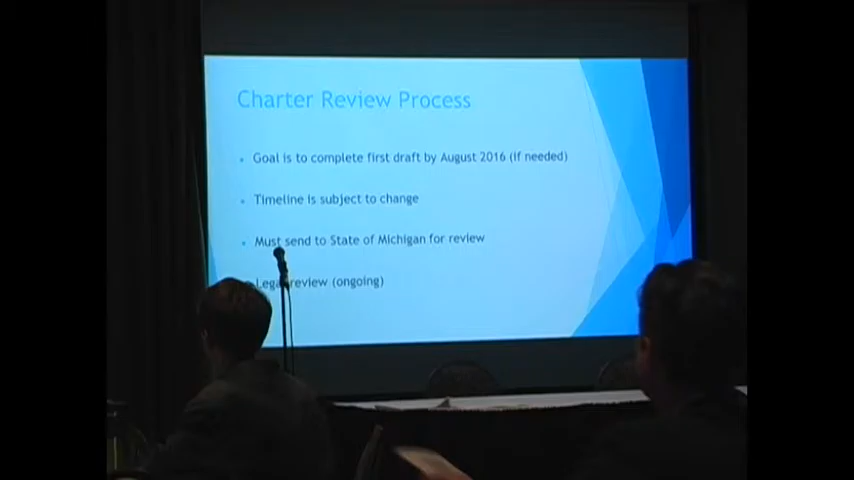 Charter Review Process
Goal is to complete first draft by August 2016 (if needed)
Timeline is subject to change
Must send to State of Michigan for review
Legal review (ongoing)